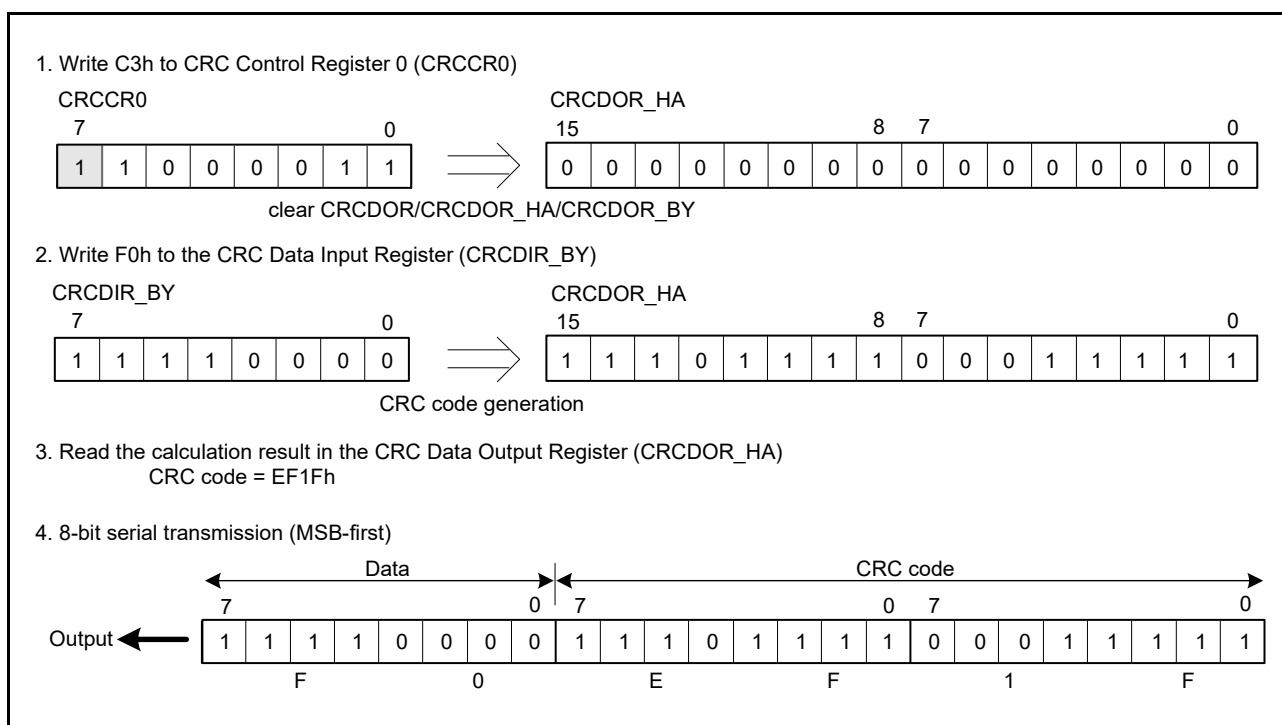 1. Write C3h to CRC Control Register 0 (CRCCR0)
CRCCR0 CRCDOR_HA
7 0 15 8 7 0
1 1 0 0 0 0 1 1 0 0 0 0 0 0 0 0 0 0 0 0 0 0 0 0
clear CRCDOR/CRCDOR_HA/CRCDOR_BY
2. Write F0h to the CRC Data Input Register (CRCDIR_BY)
CRCDIR_BY CRCDOR_HA
7 0 15 8 7 0
1 1 1 1 0 0 0 0 1 1 1 0 1 1 1 1 0 0 0 1 1 1 1 1
CRC code generation
3. Read the calculation result in the CRC Data Output Register (CRCDOR_HA)
CRC code = EF1Fh
4. 8-bit serial transmission (MSB-first)
Data CRC code
7 0 7 0 7 0
Output 1 1 1 1 0 0 0 0 1 1 1 0 1 1 1 1 0 0 0 1 1 1 1 1
F 0 E F 1 F